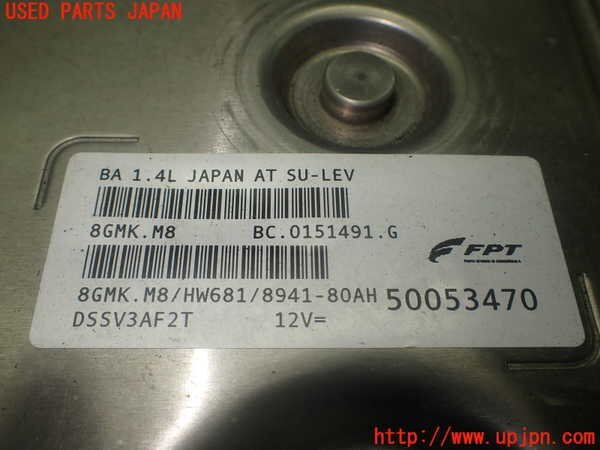 USED PARTS JAPAN
BA 1.4L JAPAN AT SU-LEV
8GMK.M8 BC.0151491.G
FPT
8GMK.M8/HW681/8941-80AH 50053470
DSSV3AF2T 12V=
http://www.upjpn.com/